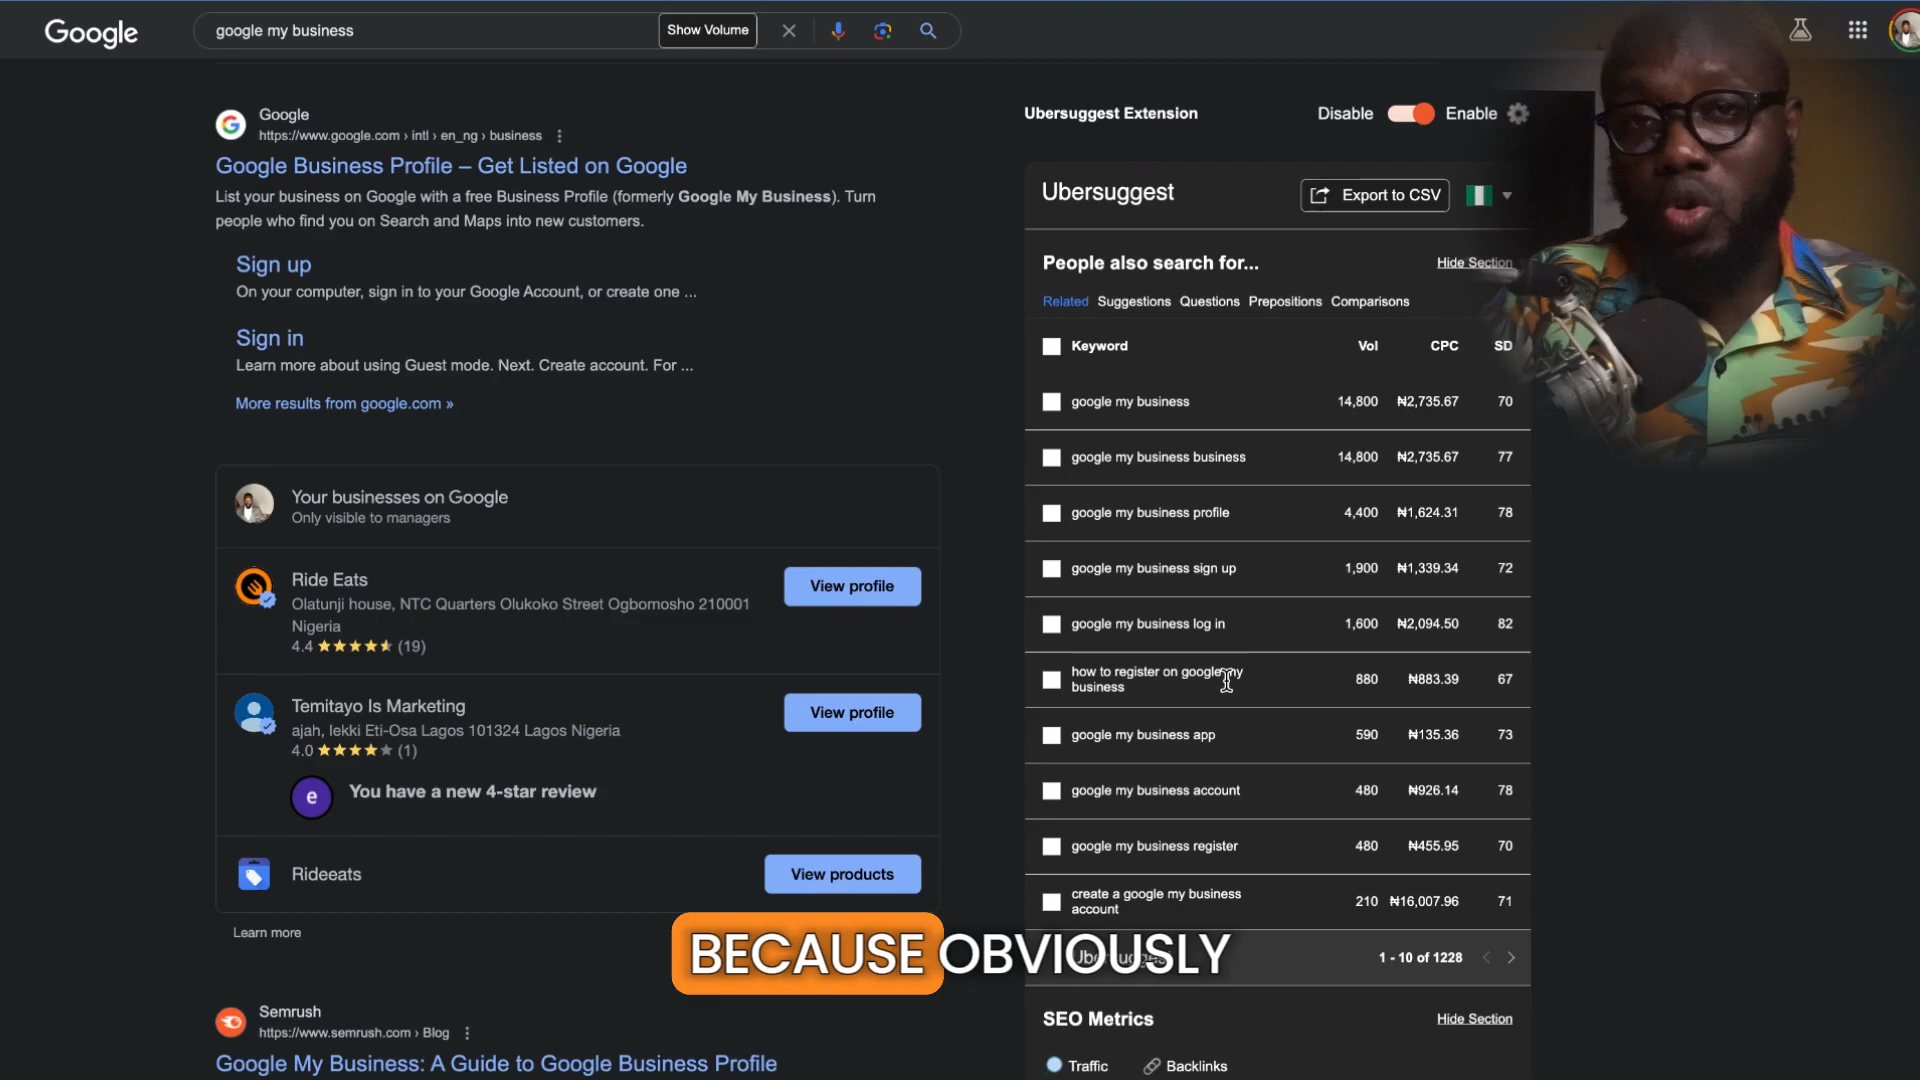 Google
google my business
Show Volume
Google
https://www.google.com › intl › en_ng › business
Google Business Profile – Get Listed on Google
List your business on Google with a free Business Profile (formerly Google My Business). Turn
people who find you on Search and Maps into new customers.
Sign up
On your computer, sign in to your Google Account, or create one ...
Sign in
Learn more about using Guest mode. Next. Create account. For ...
More results from google.com »
Your businesses on Google
Only visible to managers
Ride Eats
Olatunji house, NTC Quarters Olukoko Street Ogbomosho 210001
Nigeria
4.4 (19)
View profile
Temitayo Is Marketing
ajah, lekki Eti-Osa Lagos 101324 Lagos Nigeria
4.0 (1)
View profile
e
You have a new 4-star review
Rideeats
View products
Learn more
Semrush
https://www.semrush.com › Blog
Google My Business: A Guide to Google Business Profile
Ubersuggest Extension
Disable Enable
Ubersuggest
Export to CSV
People also search for...
Hide Section
Related Suggestions Questions Prepositions Comparisons
Keyword Vol CPC SD
google my business 14,800 ₦2,735.67 70
google my business business 14,800 ₦2,735.67 77
google my business profile 4,400 ₦1,624.31 78
google my business sign up 1,900 ₦1,339.34 72
google my business log in 1,600 ₦2,094.50 82
how to register on google my
business 880 ₦883.39 67
google my business app 590 ₦135.36 73
google my business account 480 ₦926.14 78
google my business register 480 ₦455.95 70
create a google my business
account 210 ₦16,007.96 71
Ubersuggest
1 - 10 of 1228
SEO Metrics
Hide Section
Traffic Backlinks
BECAUSE OBVIOUSLY